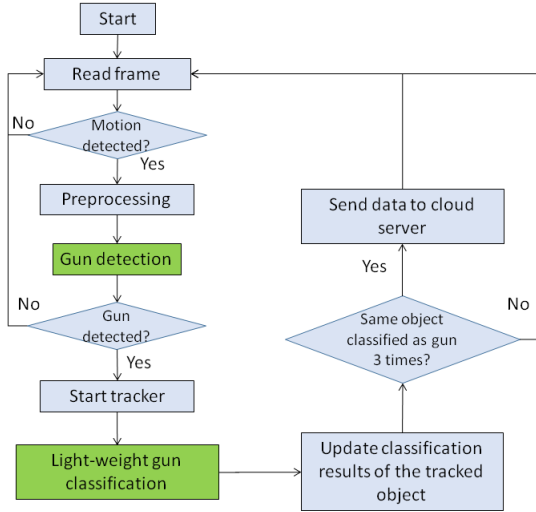 Start
Read frame
No
Motion
detected?
Yes
Preprocessing
Gun detection
No
Gun
detected?
Yes
Start tracker
Light-weight gun
classification
Send data to cloud
server
Yes
No
Same object
classified as gun
3 times?
Update classification
results of the tracked
object